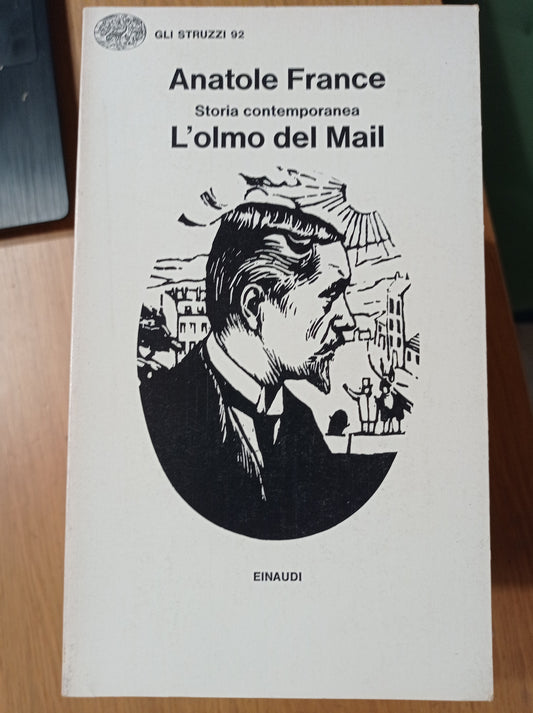 GLI STRUZZI 92
Anatole France
Storia contemporanea
L'olmo del Mail
EINAUDI